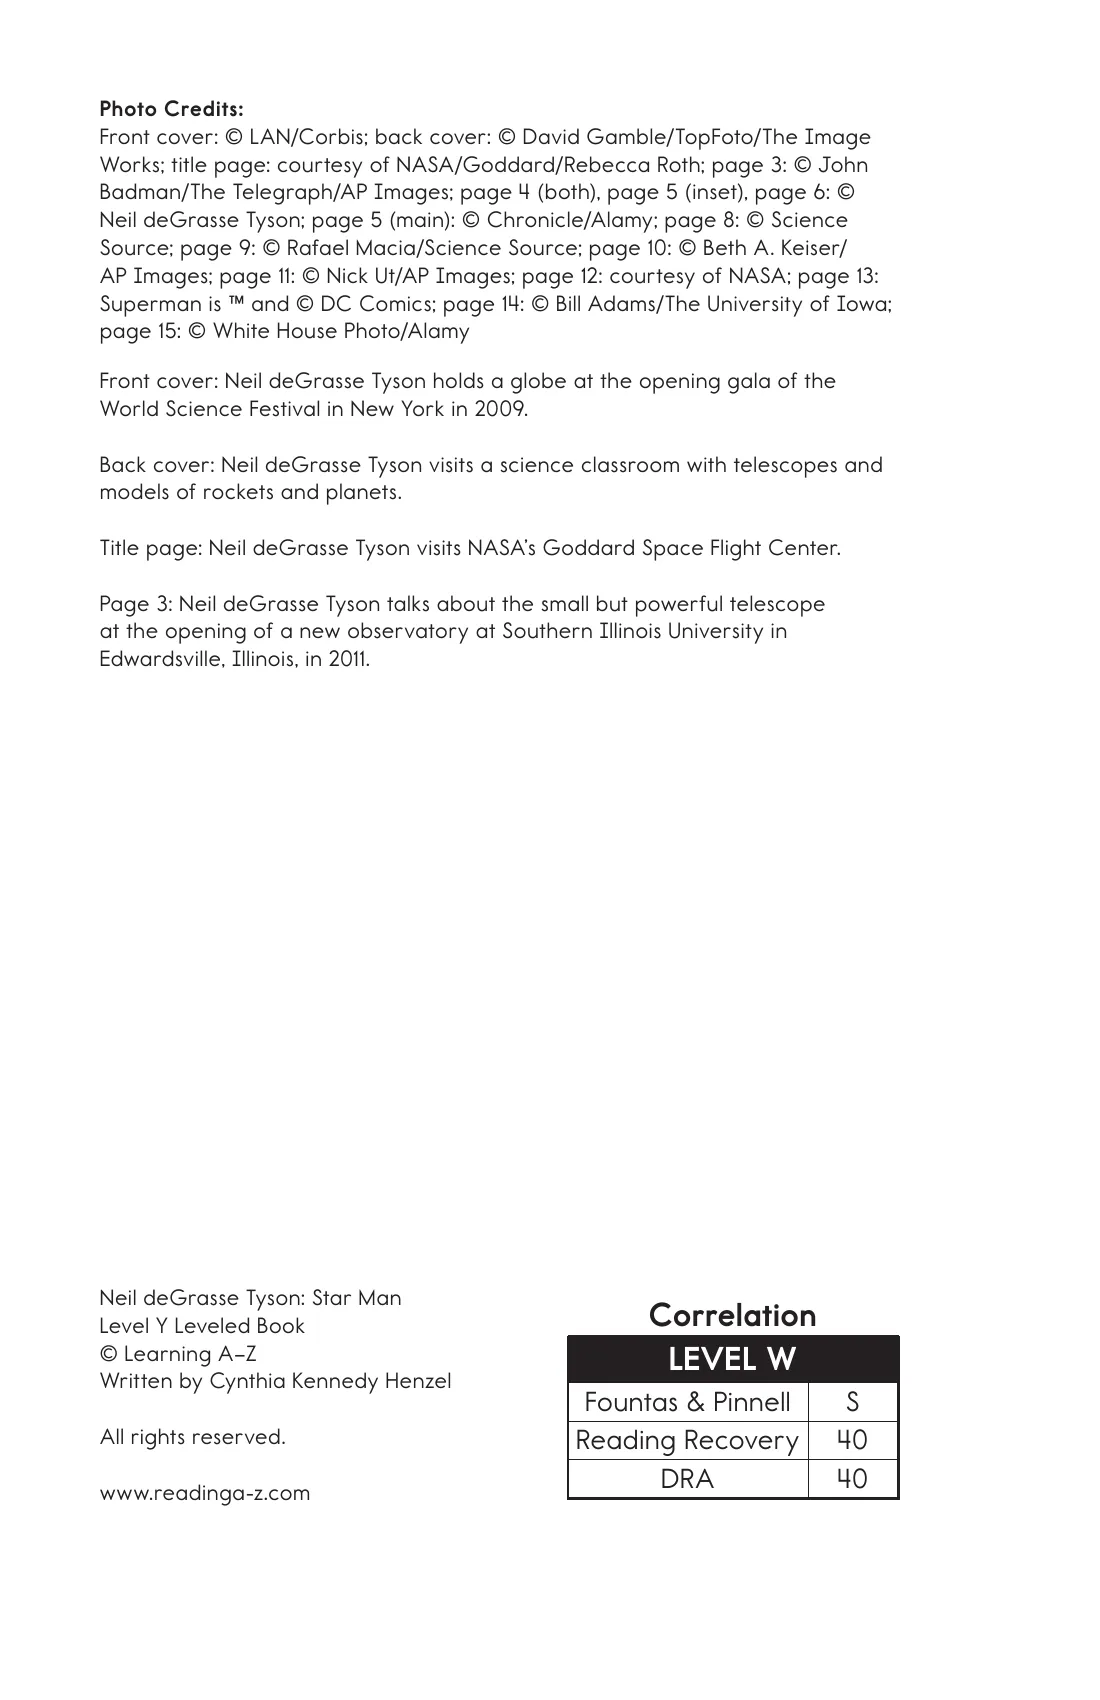 Photo Credits:
Front cover: © LAN/Corbis; back cover: © David Gamble/TopFoto/The Image
Works; title page: courtesy of NASA/Goddard/Rebecca Roth; page 3: © John
Badman/The Telegraph/AP Images; page 4 (both), page 5 (inset), page 6: ©
Neil deGrasse Tyson; page 5 (main): © Chronicle/Alamy; page 8: © Science
Source; page 9: © Rafael Macia/Science Source; page 10: © Beth A. Keiser/
AP Images; page 11: © Nick Ut/AP Images; page 12: courtesy of NASA; page 13:
Superman is ™ and © DC Comics; page 14: © Bill Adams/The University of Iowa;
page 15: © White House Photo/Alamy
Front cover: Neil deGrasse Tyson holds a globe at the opening gala of the
World Science Festival in New York in 2009.
Back cover: Neil deGrasse Tyson visits a science classroom with telescopes and
models of rockets and planets.
Title page: Neil deGrasse Tyson visits NASA's Goddard Space Flight Center.
Page 3: Neil deGrasse Tyson talks about the small but powerful telescope
at the opening of a new observatory at Southern Illinois University in
Edwardsville, Illinois, in 2011.
Neil deGrasse Tyson: Star Man
Level Y Leveled Book
© Learning A–Z
Written by Cynthia Kennedy Henzel
All rights reserved.
www.readinga-z.com
Correlation
LEVEL W
Fountas & Pinnell S
Reading Recovery 40
DRA 40